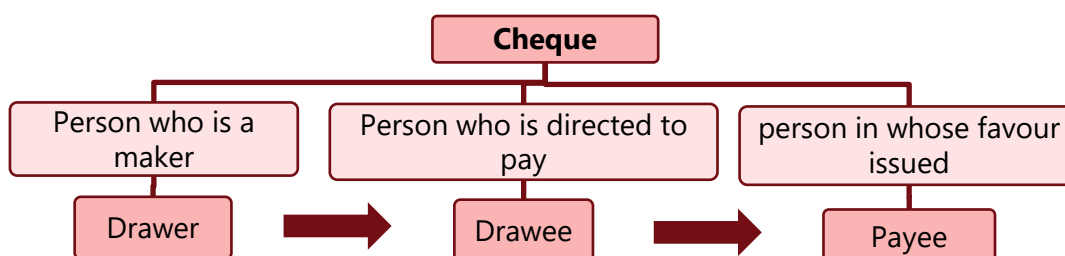 Cheque
Person who is a
maker
Person who is directed to
pay
person in whose favour
issued
Drawer
Drawee
Payee